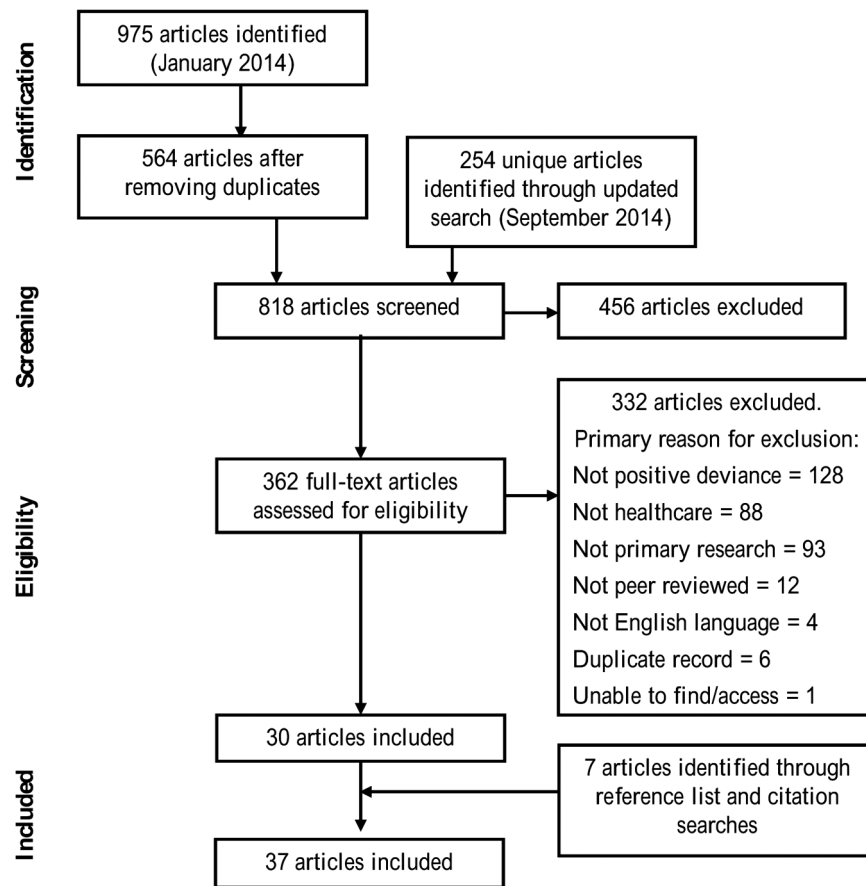 Identification
975 articles identified
(January 2014)
564 articles after
removing duplicates
254 unique articles
identified through updated
search (September 2014)
Screening
818 articles screened
456 articles excluded
Eligibility
362 full-text articles
assessed for eligibility
332 articles excluded.
Primary reason for exclusion:
Not positive deviance = 128
Not healthcare = 88
Not primary research = 93
Not peer reviewed = 12
Not English language = 4
Duplicate record = 6
Unable to find/access = 1
Included
30 articles included
7 articles identified through
reference list and citation
searches
37 articles included